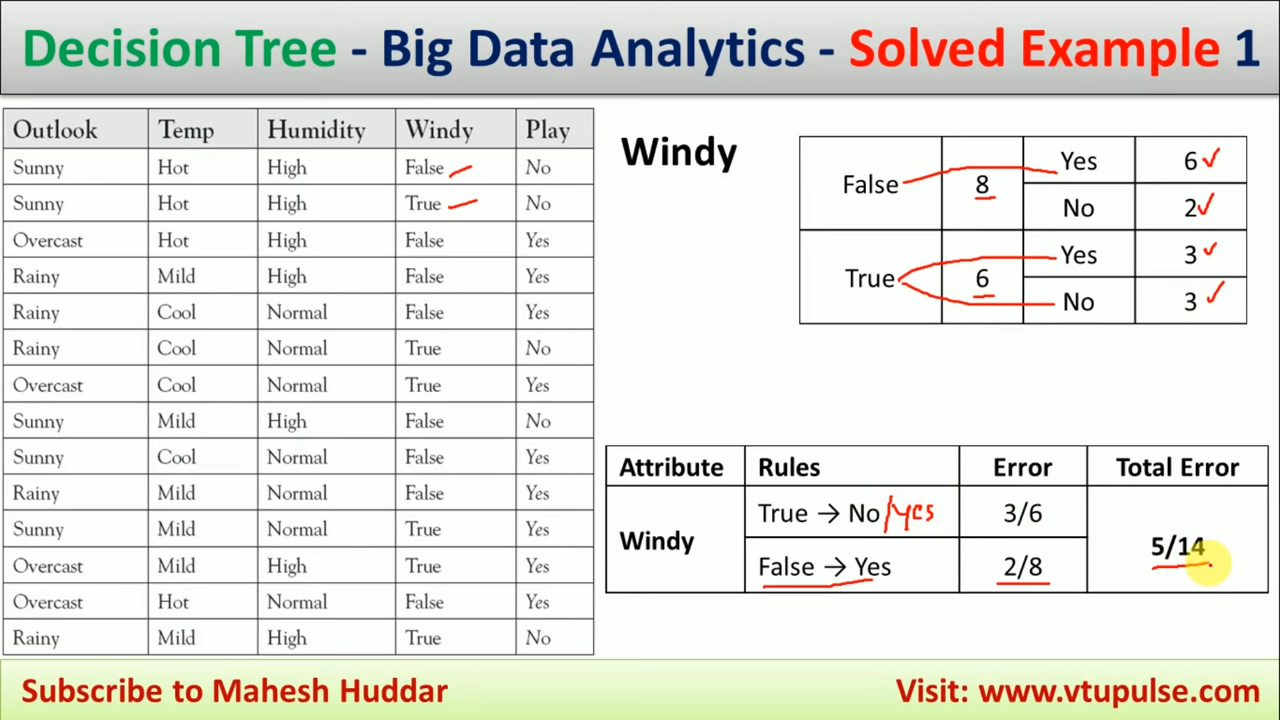 Decision Tree - Big Data Analytics - Solved Example 1
Outlook Temp Humidity Windy Play
Sunny Hot High False No
Sunny Hot High True No
Overcast Hot High False Yes
Rainy Mild High False Yes
Rainy Cool Normal False Yes
Rainy Cool Normal True No
Overcast Cool Normal True Yes
Sunny Mild High False No
Sunny Cool Normal False Yes
Rainy Mild Normal False Yes
Sunny Mild Normal True Yes
Overcast Mild High True Yes
Overcast Hot Normal False Yes
Rainy Mild High True No
Windy
False 8 Yes 6
No 2
True 6 Yes 3
No 3
Attribute Rules Error Total Error
Windy True → No/yes 3/6 5/14
False → Yes 2/8
Subscribe to Mahesh Huddar
Visit: www.vtupulse.com